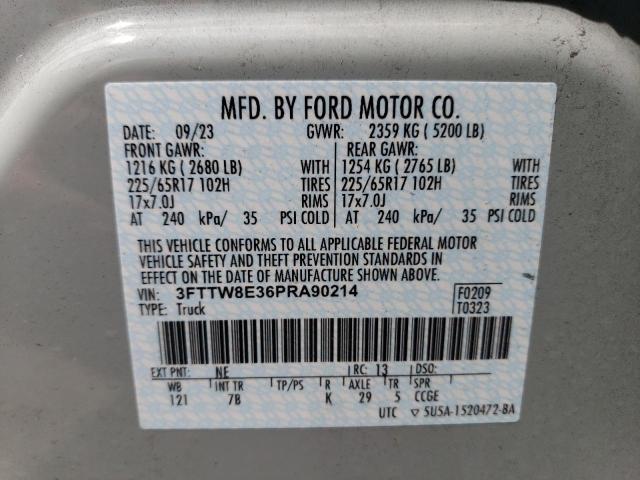 MFD. BY FORD MOTOR CO.
DATE: 09/23 GVWR: 2359 KG ( 5200 LB)
FRONT GAWR: REAR GAWR:
1216 KG ( 2680 LB) WITH 1254 KG ( 2765 LB) WITH
225/65R17 102H TIRES 225/65R17 102H TIRES
17x7.0J RIMS 17x7.0J RIMS
AT 240 kPa/ 35 PSI COLD AT 240 kPa/ 35 PSI COLD
THIS VEHICLE CONFORMS TO ALL APPLICABLE FEDERAL MOTOR
VEHICLE SAFETY AND THEFT PREVENTION STANDARDS IN
EFFECT ON THE DATE OF MANUFACTURE SHOWN ABOVE.
VIN: 3FTTW8E36PRA90214 F0209
TYPE: Truck T0323
EXT PNT: NE RC: 13 DSO:
WB INT TR TP/PS R AXLE TR SPR
121 7B K 29 5 CCGE
UTC ▽ 5U5A-1520472-BA